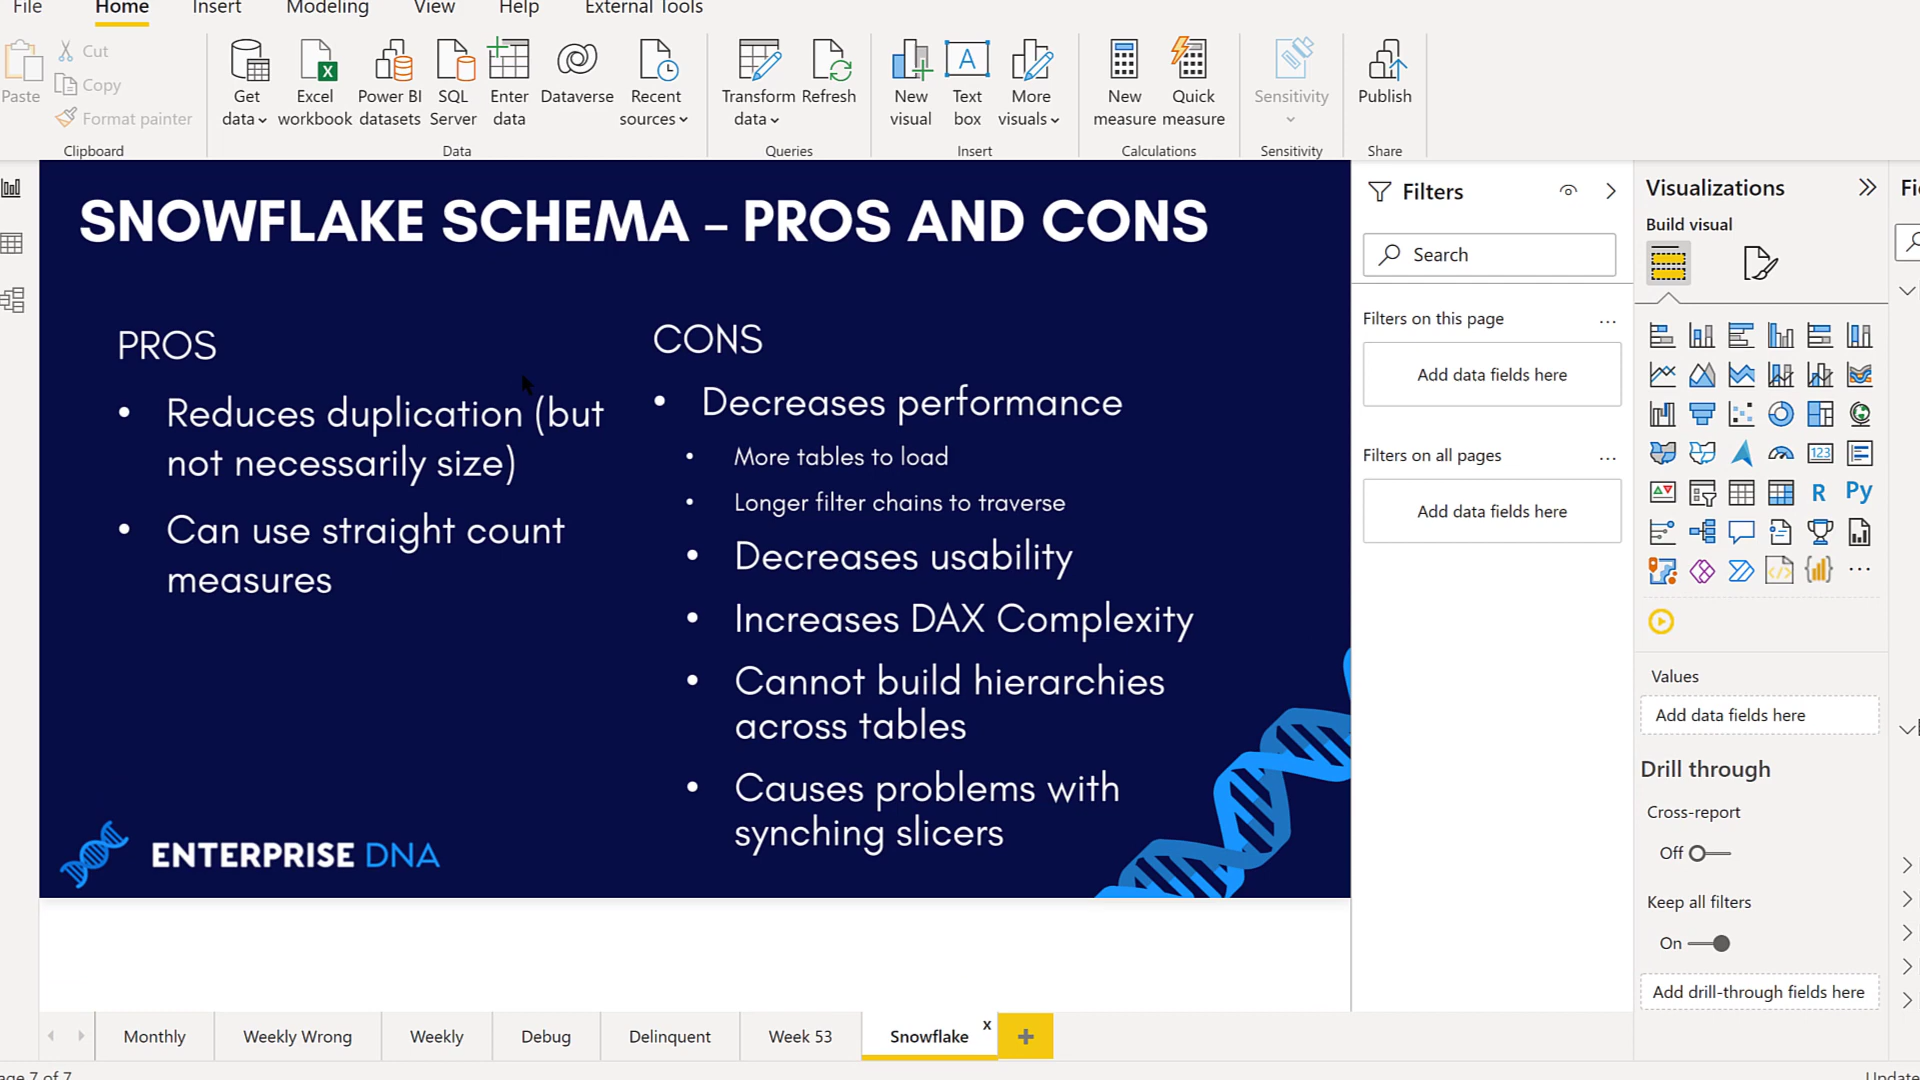 File
Home
Insert
Modeling
View
Help
External Tools
Paste
Cut
Copy
Format painter
Clipboard
Get data
Excel workbook
Power BI datasets
SQL Server
Enter data
Dataverse
Recent sources
Data
Transform data
Refresh
Queries
New visual
Text box
A
More visuals
Insert
New measure
Quick measure
Calculations
Sensitivity
Sensitivity
Publish
Share
SNOWFLAKE SCHEMA – PROS AND CONS
PROS
• Reduces duplication (but
not necessarily size)
• Can use straight count
measures
CONS
• Decreases performance
• More tables to load
• Longer filter chains to traverse
• Decreases usability
• Increases DAX Complexity
• Cannot build hierarchies
across tables
• Causes problems with
synching slicers
ENTERPRISE DNA
Filters
Search
Filters on this page
...
Add data fields here
Filters on all pages
...
Add data fields here
Visualizations
Build visual
123
R
Py
...
Values
Add data fields here
Drill through
Cross-report
Off
Keep all filters
On
Add drill-through fields here
Monthly
Weekly Wrong
Weekly
Debug
Delinquent
Week 53
Snowflake
x
+
age 7 of 7